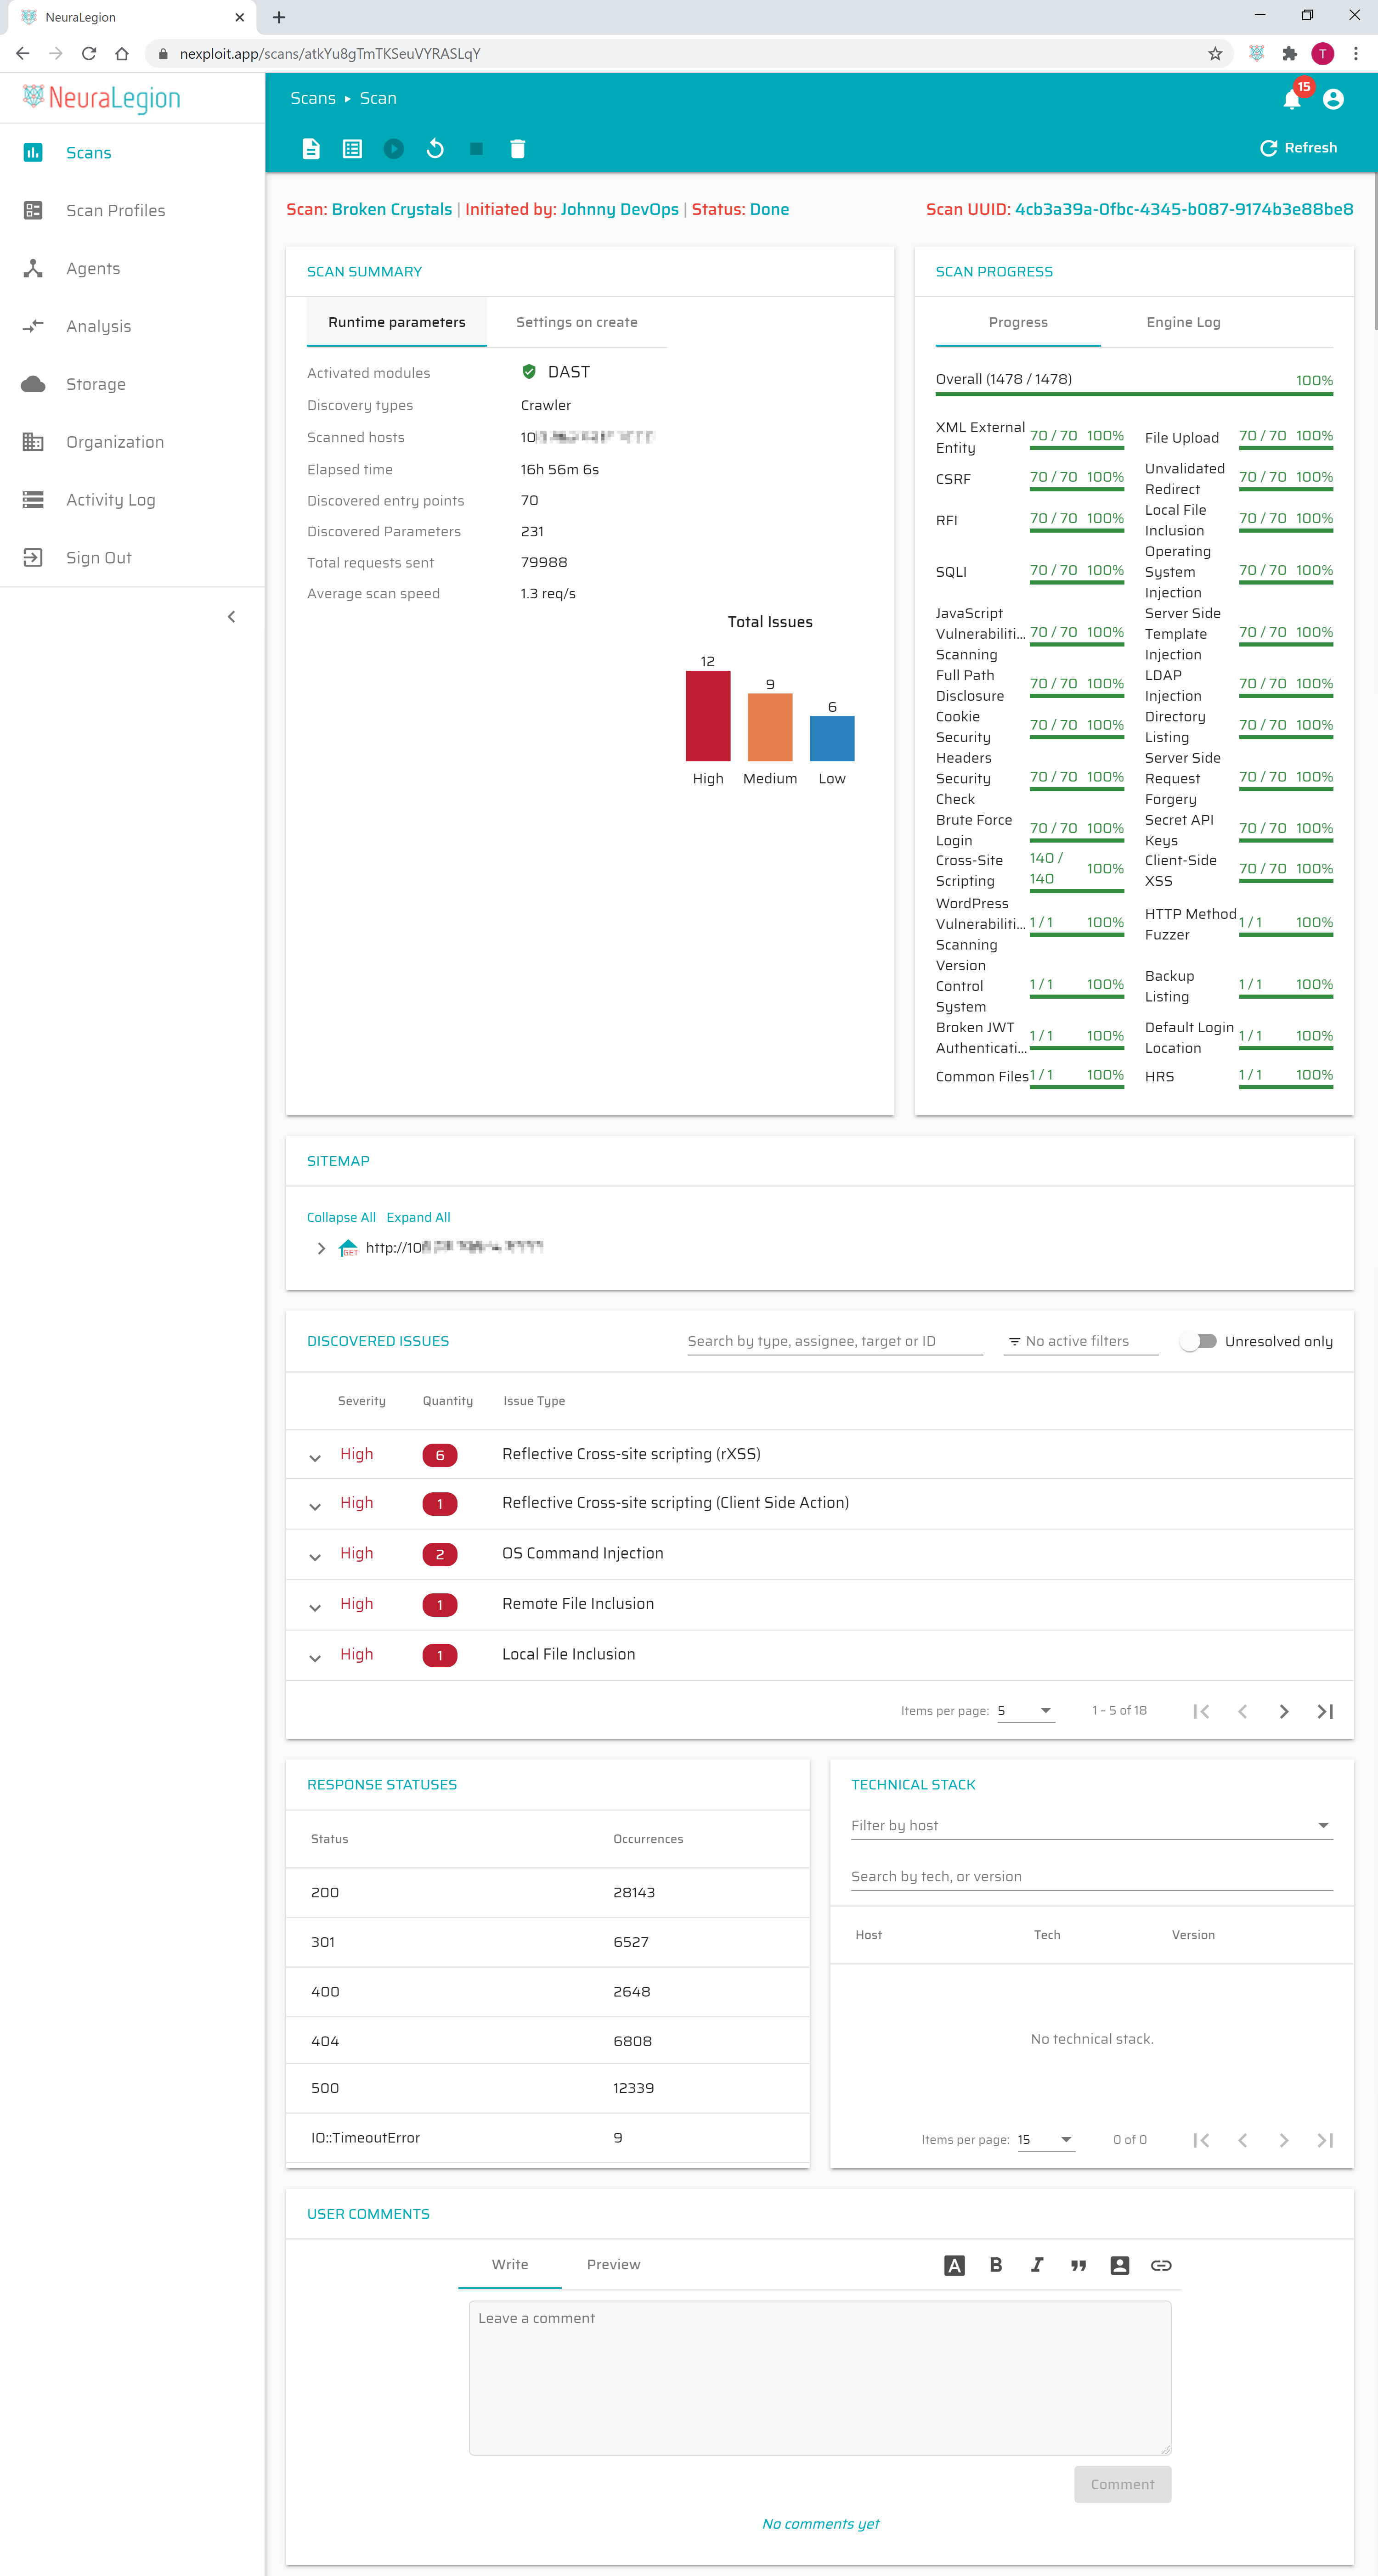 NeuraLegion
nexploit.app/scans/atkYu8gTmTKSeuVYRASLqY
T
NeuraLegion
Scans
Scan Profiles
Agents
Analysis
Storage
Organization
Activity Log
Sign Out
Scans ▸ Scan
15
Refresh
Scan: Broken Crystals | Initiated by: Johnny DevOps | Status: Done
Scan UUID: 4cb3a39a-0fbc-4345-b087-9174b3e88be8
SCAN SUMMARY
Runtime parameters Settings on create
Activated modules DAST
Discovery types Crawler
Scanned hosts 10
Elapsed time 16h 56m 6s
Discovered entry points 70
Discovered Parameters 231
Total requests sent 79988
Average scan speed 1.3 req/s
Total Issues
12
9
6
High Medium Low
SCAN PROGRESS
Progress Engine Log
Overall (1478 / 1478) 100%
XML External
Entity
70 / 70 100%
File Upload
70 / 70 100%
CSRF
70 / 70 100%
Unvalidated
Redirect
70 / 70 100%
RFI
70 / 70 100%
Local File
Inclusion
70 / 70 100%
SQLI
70 / 70 100%
Operating
System
Injection
70 / 70 100%
JavaScript
Vulnerabiliti...
Scanning
70 / 70 100%
Server Side
Template
Injection
70 / 70 100%
Full Path
Disclosure
70 / 70 100%
LDAP
Injection
70 / 70 100%
Cookie
Security
70 / 70 100%
Directory
Listing
70 / 70 100%
Headers
Security
Check
70 / 70 100%
Server Side
Request
Forgery
70 / 70 100%
Brute Force
Login
70 / 70 100%
Secret API
Keys
70 / 70 100%
Cross-Site
Scripting
140 /
140
100%
Client-Side
XSS
70 / 70 100%
WordPress
Vulnerabiliti...
Scanning
1 / 1 100%
HTTP Method
Fuzzer
1 / 1 100%
Version
Control
System
1 / 1 100%
Backup
Listing
1 / 1 100%
Broken JWT
Authenticati...
1 / 1 100%
Default Login
Location
1 / 1 100%
Common Files
1 / 1 100%
HRS
1 / 1 100%
SITEMAP
Collapse All Expand All
GET http://10
DISCOVERED ISSUES
Search by type, assignee, target or ID
No active filters
Unresolved only
Severity Quantity Issue Type
High 6 Reflective Cross-site scripting (rXSS)
High 1 Reflective Cross-site scripting (Client Side Action)
High 2 OS Command Injection
High 1 Remote File Inclusion
High 1 Local File Inclusion
Items per page: 5 1 – 5 of 18
RESPONSE STATUSES
Status Occurrences
200 28143
301 6527
400 2648
404 6808
500 12339
IO::TimeoutError 9
TECHNICAL STACK
Filter by host
Search by tech, or version
Host Tech Version
No technical stack.
Items per page: 15 0 of 0
USER COMMENTS
Write Preview
A B I
Leave a comment
Comment
No comments yet